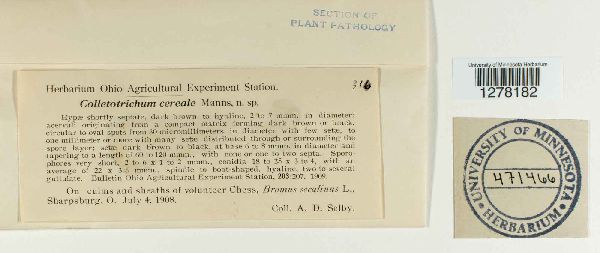 SECTION OF
PLANT PATHOLOGY
316
Herbarium Ohio Agricultural Experiment Station.
Colletotrichum cereale Manns, n. sp.
Hypæ shortly septate, dark brown to hyaline, 2 to 7 mmm. in diameter;
acervuli originating from a compact matrix forming dark brown or black,
circular to oval spots from 30 micromillimeters in diameter with few setæ, to
one millimeter or more with many setæ distributed through or surrounding the
spore layer; setæ dark brown to black, at base 6 to 8 mmm. in diameter and
tapering to a length of 60 to 120 mmm., with none or one to two septa. Sporo-
phores very short, 2 to 6 x 1 to 2 mmm., conidia 18 to 25 x 3 to 4, with an
average of 22 x 3.5 mmm., spindle to boat-shaped, hyaline, two to several
guttulate. Bulletin Ohio Agricultural Experiment Station, 203:207, 1909.
On culms and sheaths of volunteer Chess, Bromus secalinus L.,
Sharpsburg, O. July 4, 1908.
Coll. A. D. Selby.
University of Minnesota Herbarium
1278182
UNIVERSITY OF MINNESOTA
471466
HERBARIUM